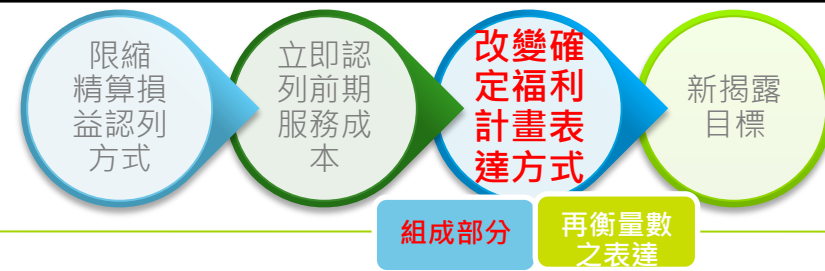 限縮
精算損
益認列
方式
立即認
列前期
服務成
本
改變確
定福利
計畫表
達方式
新揭露
目標
組成部分
再衡量數
之表達